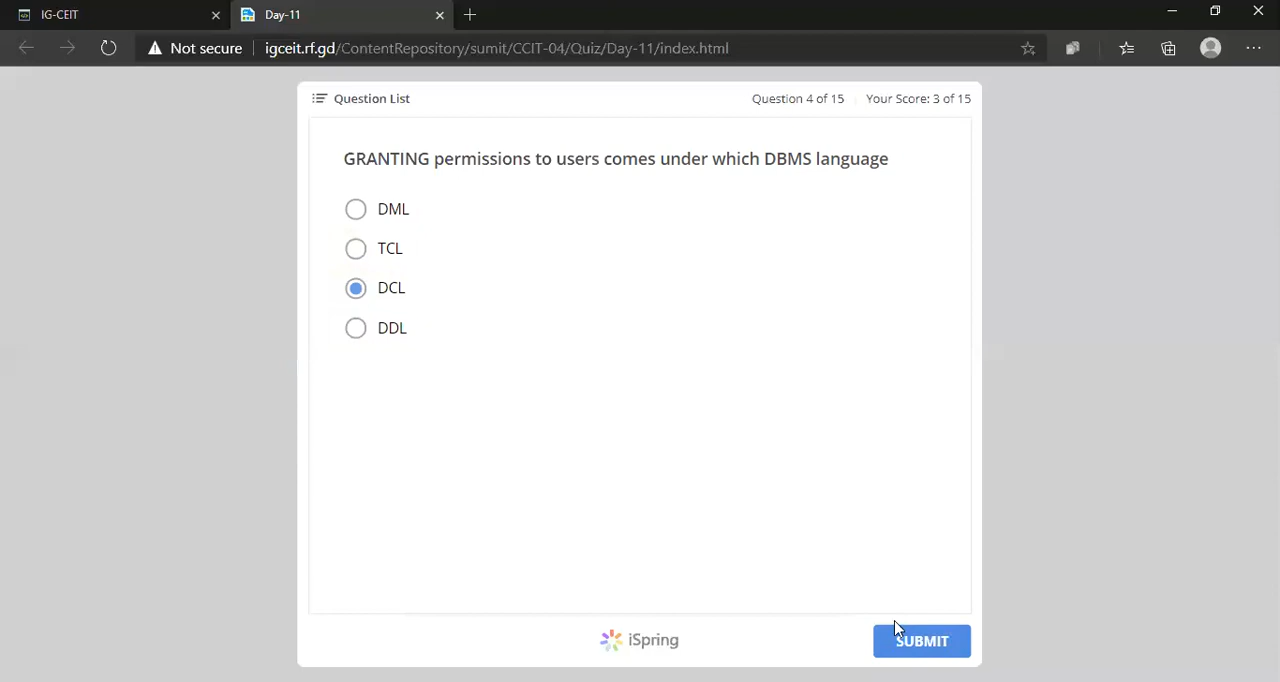 IG-CEIT
Day-11
Not secure
igceit.rf.gd/ContentRepository/sumit/CCIT-04/Quiz/Day-11/index.html
Question List
Question 4 of 15
Your Score: 3 of 15
GRANTING permissions to users comes under which DBMS language
DML
TCL
DCL
DDL
iSpring
SUBMIT